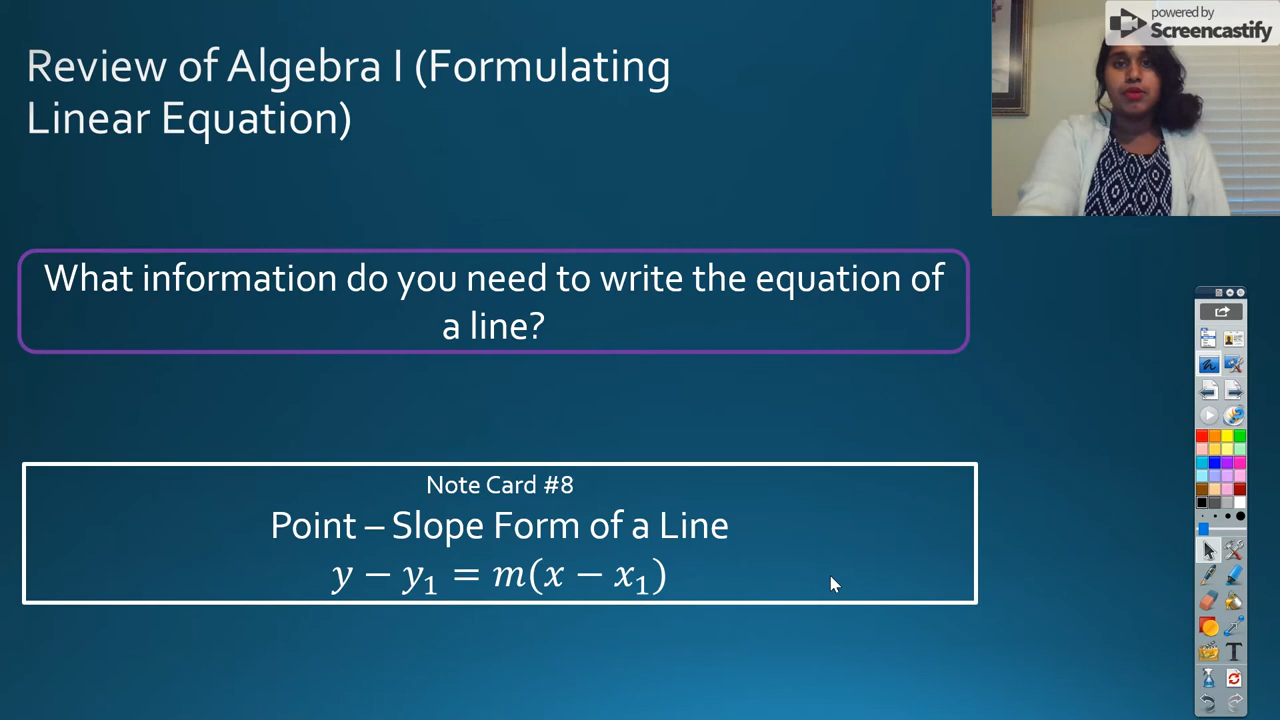 Review of Algebra I (Formulating
Linear Equation)
powered by
Screencastify
What information do you need to write the equation of
a line?
Note Card #8
Point – Slope Form of a Line
y − y₁ = m(x − x₁)
T